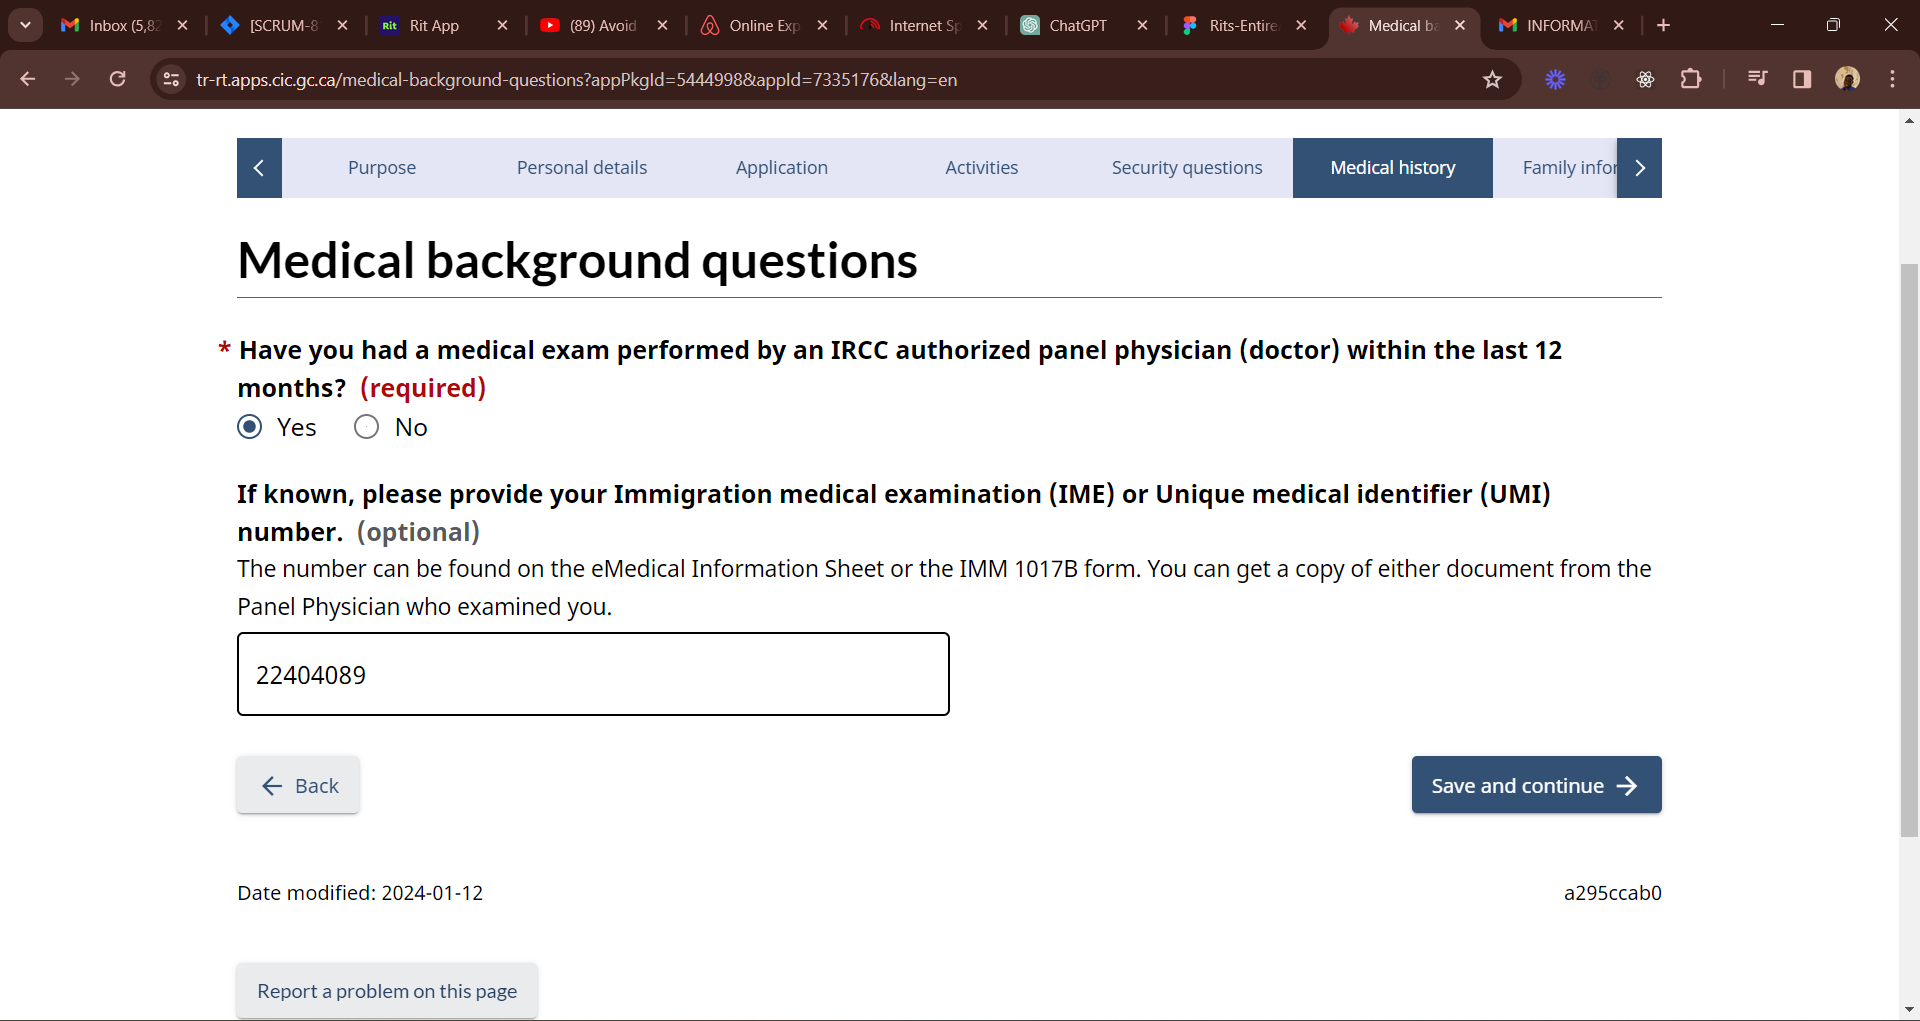 Inbox (5,82
[SCRUM-8
Rit App
(89) Avoid
Online Exp
Internet Sp
ChatGPT
Rits-Entire
Medical ba
INFORMA
tr-rt.apps.cic.gc.ca/medical-background-questions?appPkgId=5444998&appId=7335176&lang=en
Purpose
Personal details
Application
Activities
Security questions
Medical history
Family infor
Medical background questions
* Have you had a medical exam performed by an IRCC authorized panel physician (doctor) within the last 12
months? (required)
Yes
No
If known, please provide your Immigration medical examination (IME) or Unique medical identifier (UMI)
number. (optional)
The number can be found on the eMedical Information Sheet or the IMM 1017B form. You can get a copy of either document from the
Panel Physician who examined you.
22404089
Back
Save and continue
Date modified: 2024-01-12
a295ccab0
Report a problem on this page